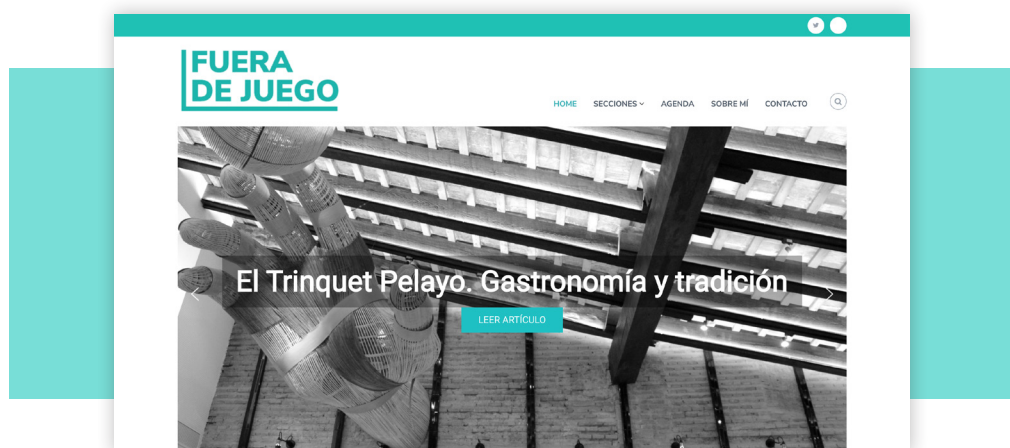 FUERA
DE JUEGO
HOME SECCIONES AGENDA SOBRE MÍ CONTACTO
El Trinquet Pelayo. Gastronomía y tradición
LEER ARTÍCULO